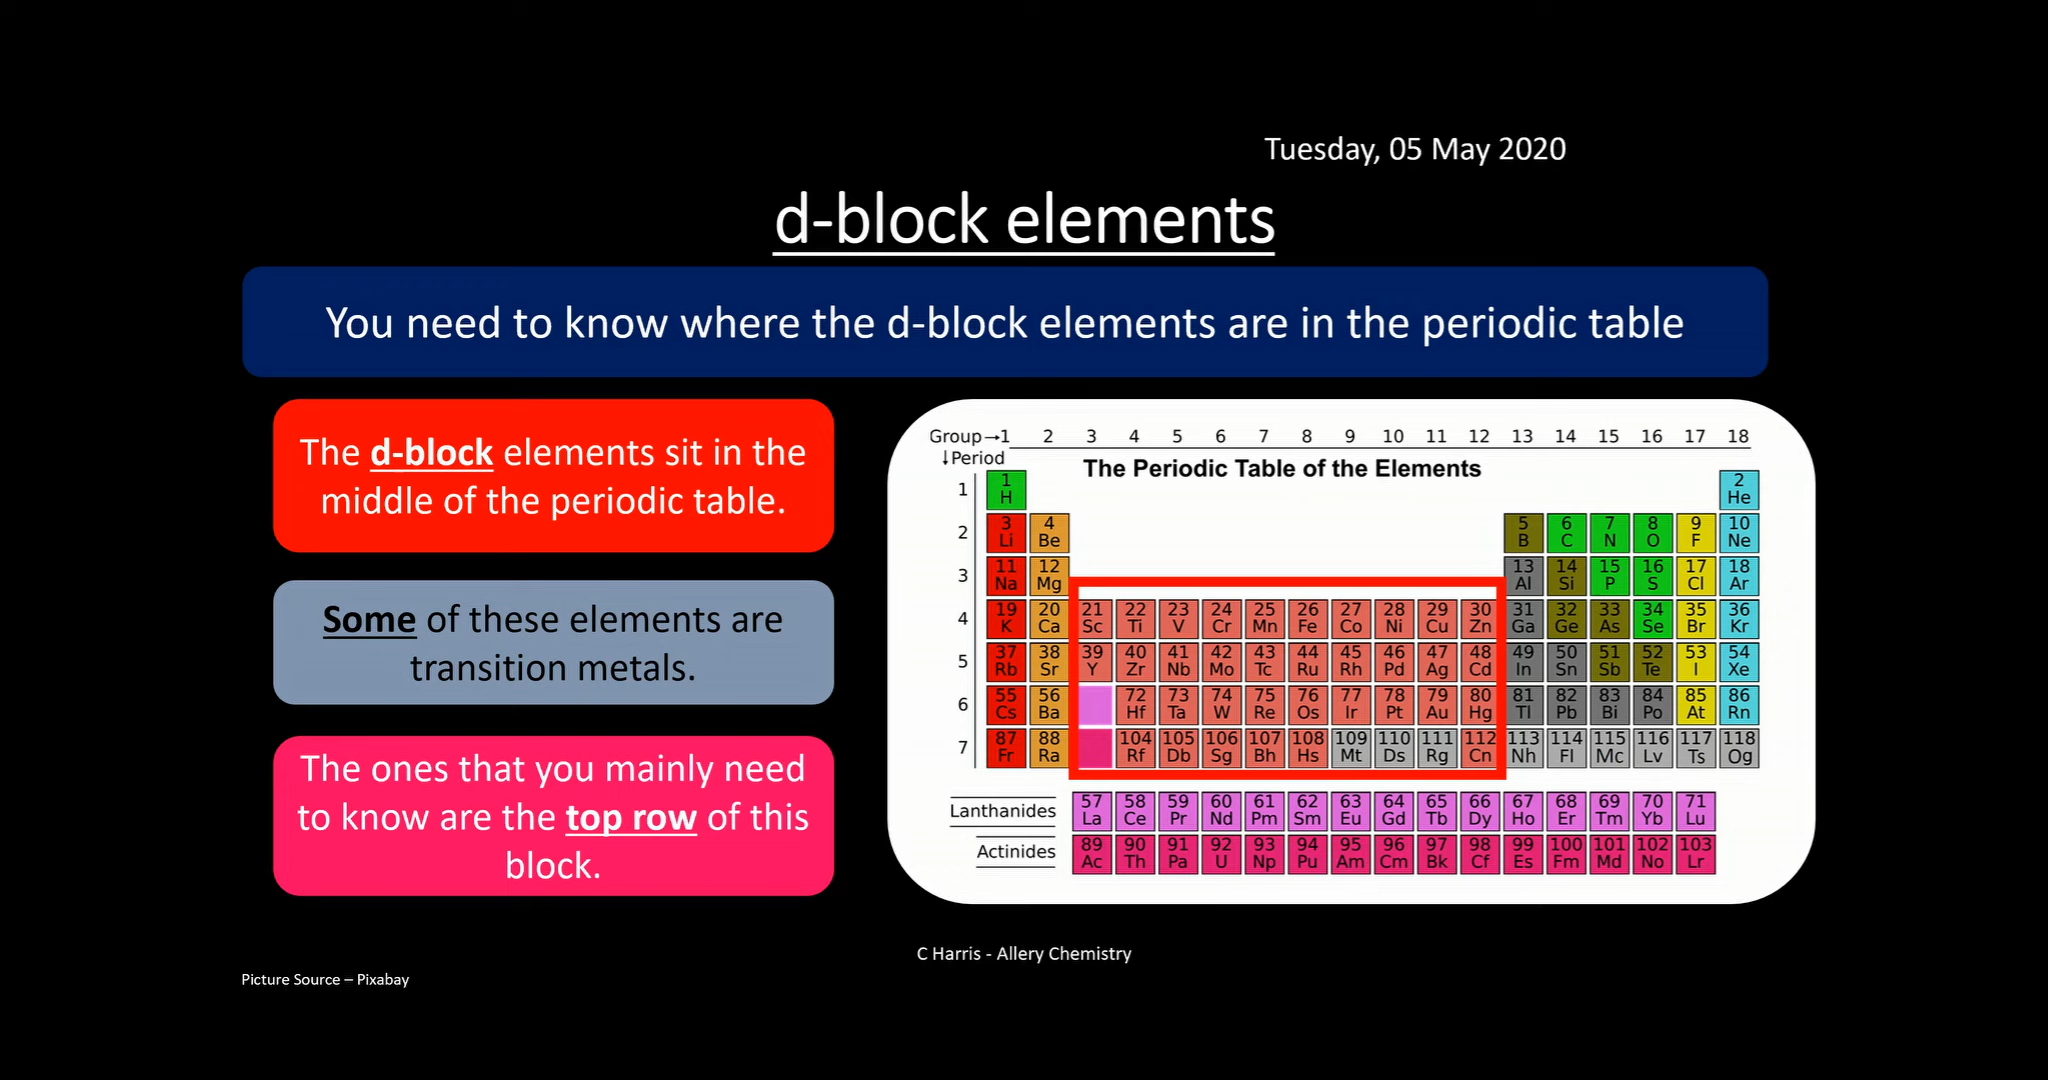 Tuesday, 05 May 2020
d-block elements
You need to know where the d-block elements are in the periodic table
The d-block elements sit in the
middle of the periodic table.
Some of these elements are
transition metals.
The ones that you mainly need
to know are the top row of this
block.
Group→1 2 3 4 5 6 7 8 9 10 11 12 13 14 15 16 17 18
↓Period
The Periodic Table of the Elements
1 1 2
H He
2 3 4 5 6 7 8 9 10
Li Be B C N O F Ne
3 11 12 13 14 15 16 17 18
Na Mg Al Si P S Cl Ar
4 19 20 21 22 23 24 25 26 27 28 29 30 31 32 33 34 35 36
K Ca Sc Ti V Cr Mn Fe Co Ni Cu Zn Ga Ge As Se Br Kr
5 37 38 39 40 41 42 43 44 45 46 47 48 49 50 51 52 53 54
Rb Sr Y Zr Nb Mo Tc Ru Rh Pd Ag Cd In Sn Sb Te I Xe
6 55 56 72 73 74 75 76 77 78 79 80 81 82 83 84 85 86
Cs Ba Hf Ta W Re Os Ir Pt Au Hg Tl Pb Bi Po At Rn
7 87 88 104 105 106 107 108 109 110 111 112 113 114 115 116 117 118
Fr Ra Rf Db Sg Bh Hs Mt Ds Rg Cn Nh Fl Mc Lv Ts Og
Lanthanides 57 58 59 60 61 62 63 64 65 66 67 68 69 70 71
La Ce Pr Nd Pm Sm Eu Gd Tb Dy Ho Er Tm Yb Lu
Actinides 89 90 91 92 93 94 95 96 97 98 99 100 101 102 103
Ac Th Pa U Np Pu Am Cm Bk Cf Es Fm Md No Lr
C Harris - Allery Chemistry
Picture Source – Pixabay